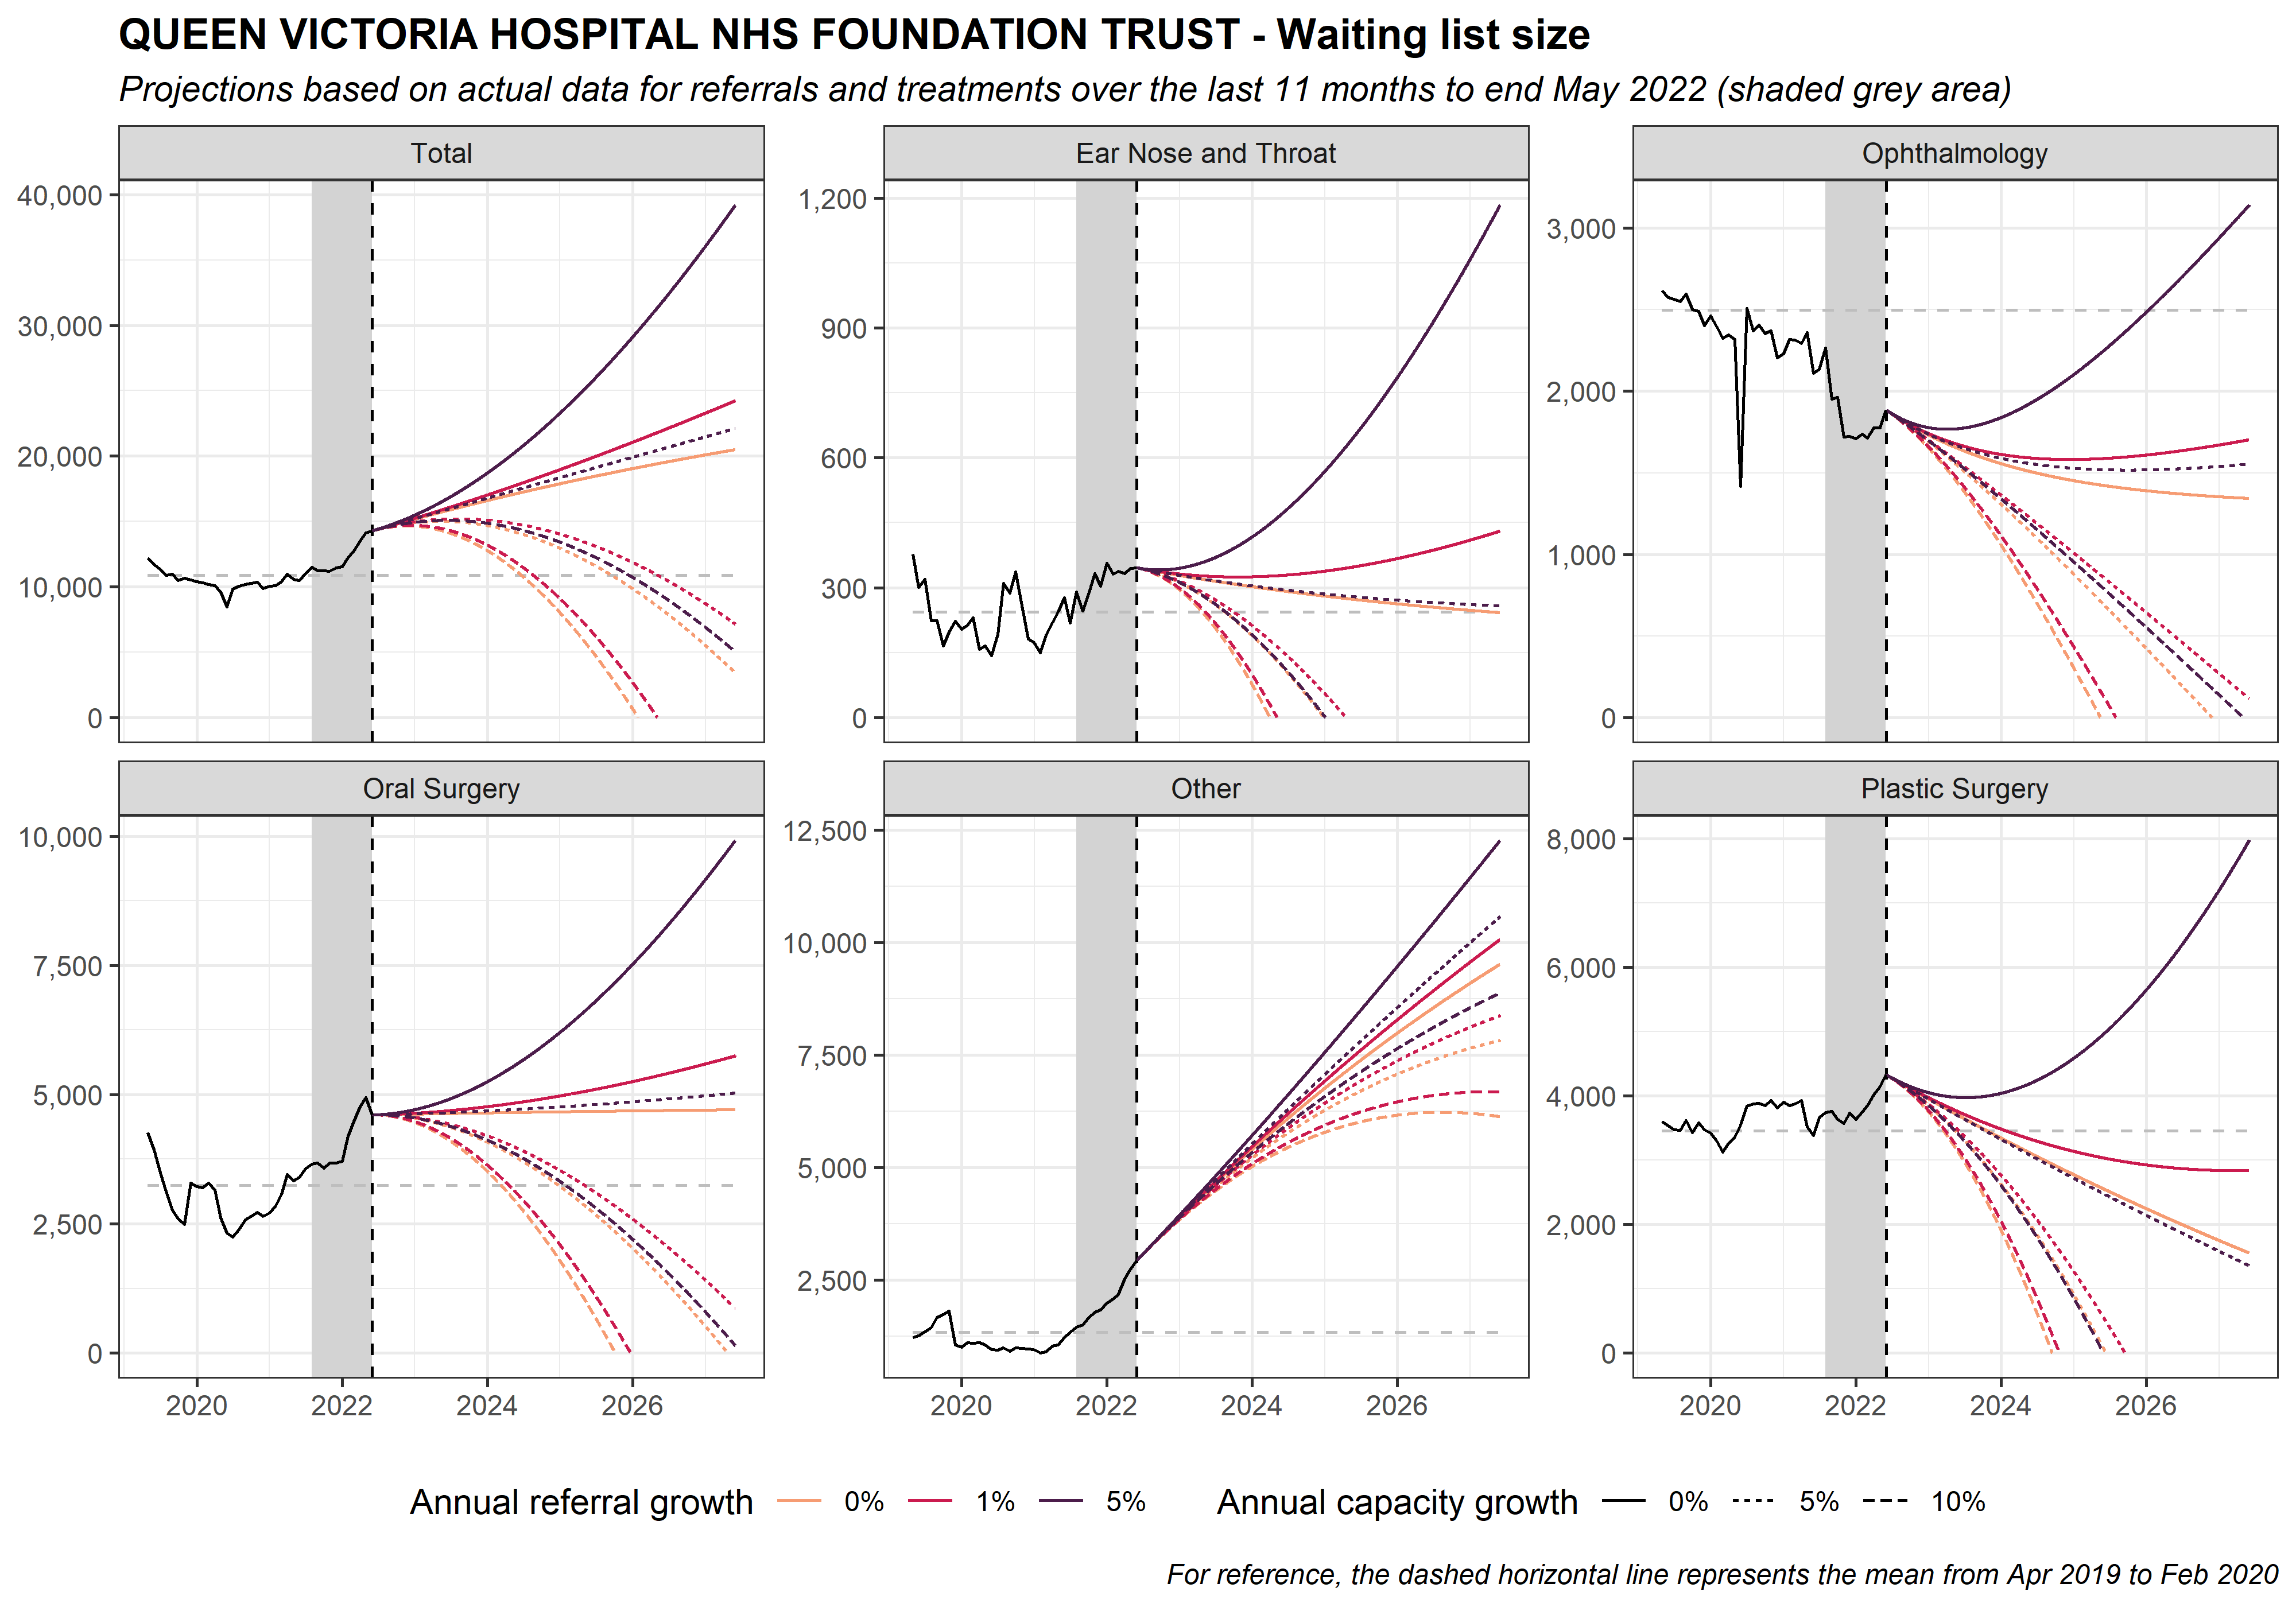 QUEEN VICTORIA HOSPITAL NHS FOUNDATION TRUST - Waiting list size
Projections based on actual data for referrals and treatments over the last 11 months to end May 2022 (shaded grey area)
Total
40,000
30,000
20,000
10,000
0
Ear Nose and Throat
1,200
900
600
300
0
Ophthalmology
3,000
2,000
1,000
0
Oral Surgery
10,000
7,500
5,000
2,500
0
2020 2022 2024 2026
Other
12,500
10,000
7,500
5,000
2,500
2020 2022 2024 2026
Plastic Surgery
8,000
6,000
4,000
2,000
0
2020 2022 2024 2026
Annual referral growth 0% 1% 5% Annual capacity growth 0% 5% 10%
For reference, the dashed horizontal line represents the mean from Apr 2019 to Feb 2020